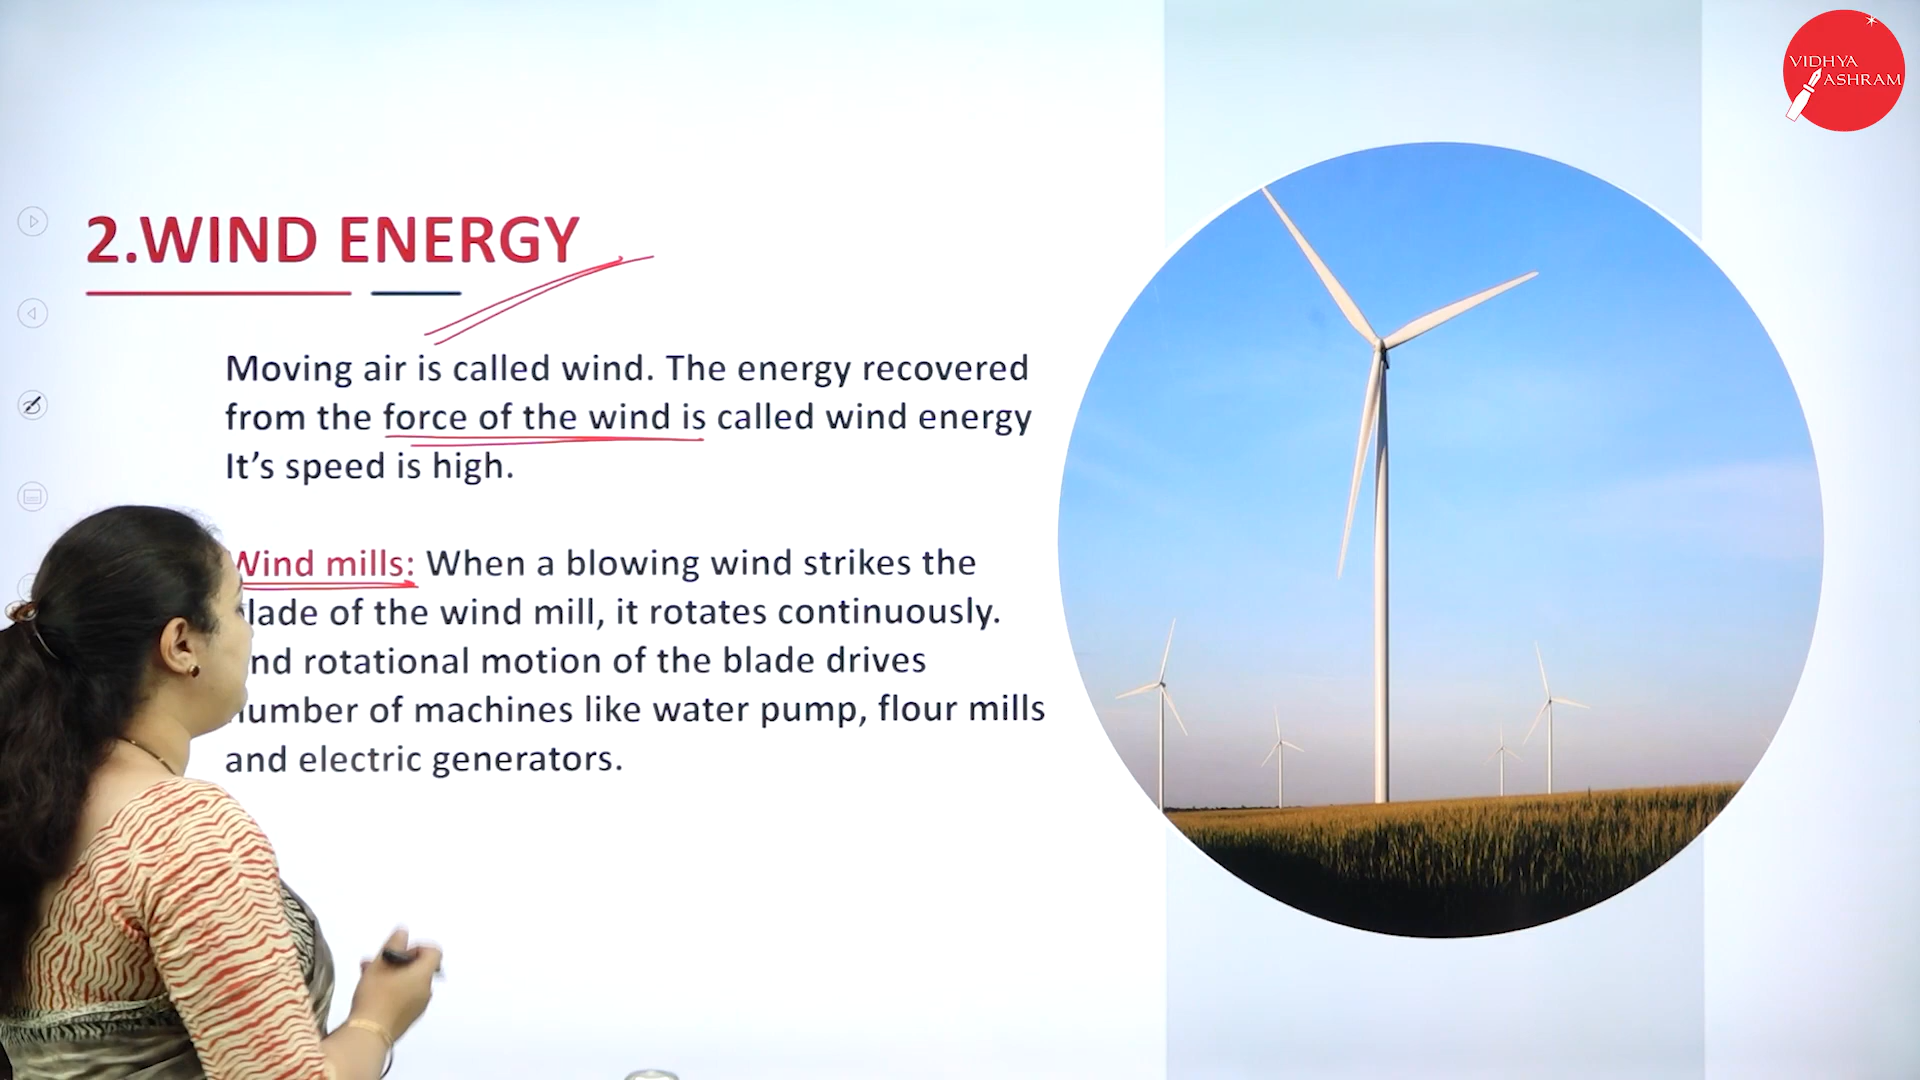 VIDHYA
ASHRAM
2.WIND ENERGY
Moving air is called wind. The energy recovered
from the force of the wind is called wind energy
It’s speed is high.
Wind mills: When a blowing wind strikes the
lade of the wind mill, it rotates continuously.
nd rotational motion of the blade drives
number of machines like water pump, flour mills
and electric generators.